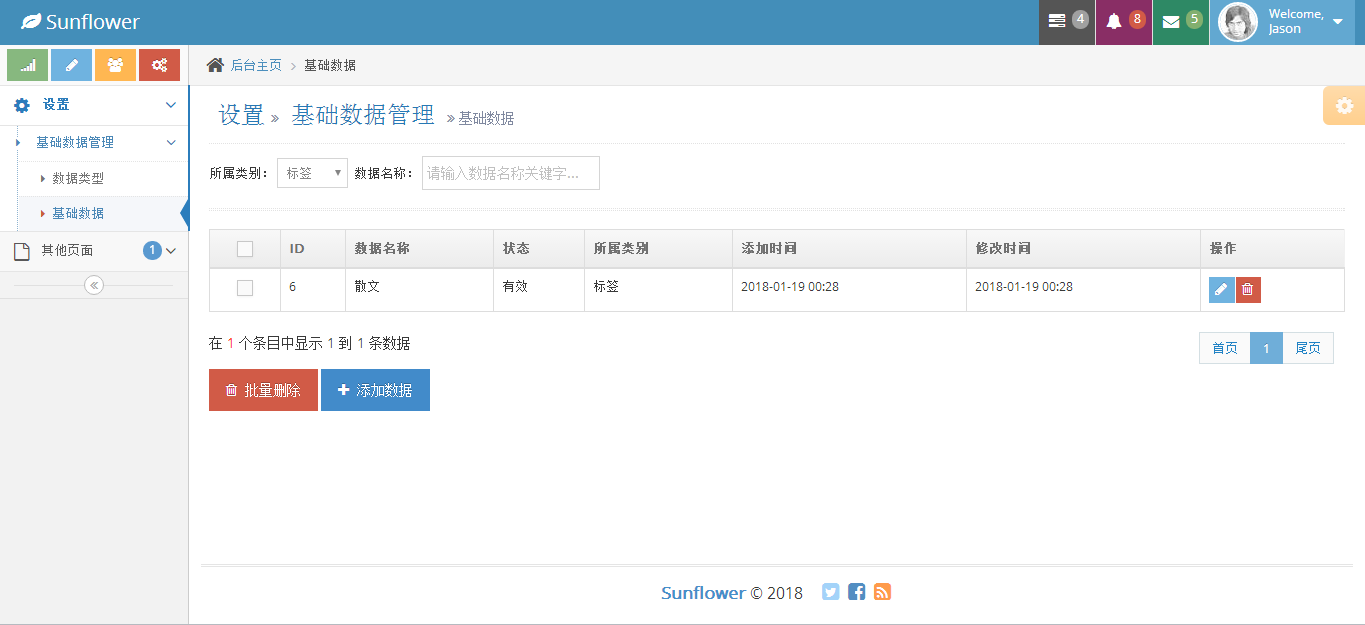 Sunflower
4
8
5
Welcome,
Jason
后台主页
基础数据
设置
基础数据管理
数据类型
基础数据
其他页面
1
设置 » 基础数据管理 » 基础数据
所属类别: 标签 数据名称: 请输入数据名称关键字...
ID 数据名称 状态 所属类别 添加时间 修改时间 操作
6 散文 有效 标签 2018-01-19 00:28 2018-01-19 00:28
在 1 个条目中显示 1 到 1 条数据
首页 1 尾页
批量删除 添加数据
Sunflower © 2018